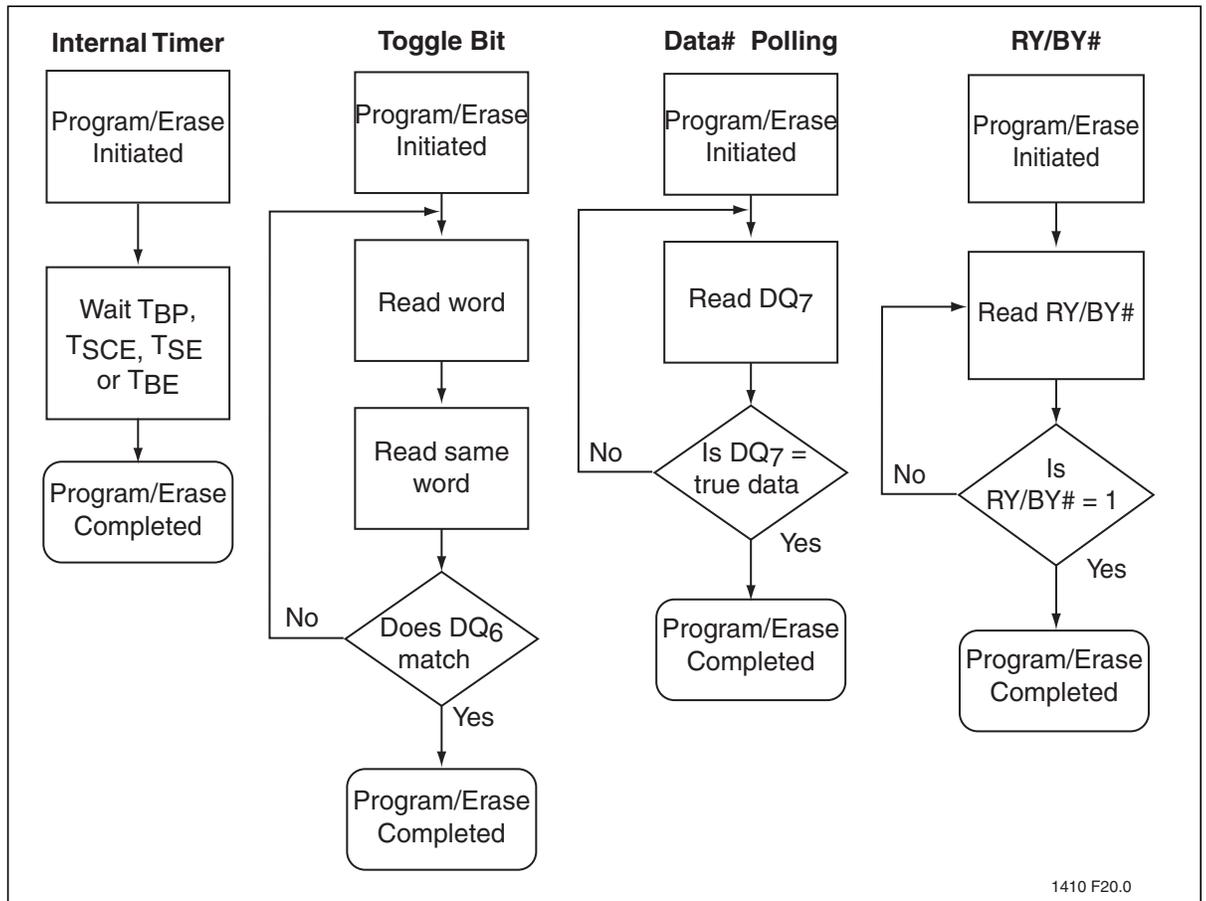 Internal Timer
Program/Erase
Initiated
Wait TBP,
TSCE, TSE
or TBE
Program/Erase
Completed
Toggle Bit
Program/Erase
Initiated
Read word
Read same
word
Does DQ6
match
No
Yes
Program/Erase
Completed
Data# Polling
Program/Erase
Initiated
Read DQ7
Is DQ7 =
true data
No
Yes
Program/Erase
Completed
RY/BY#
Program/Erase
Initiated
Read RY/BY#
Is
RY/BY# = 1
No
Yes
Program/Erase
Completed
1410 F20.0